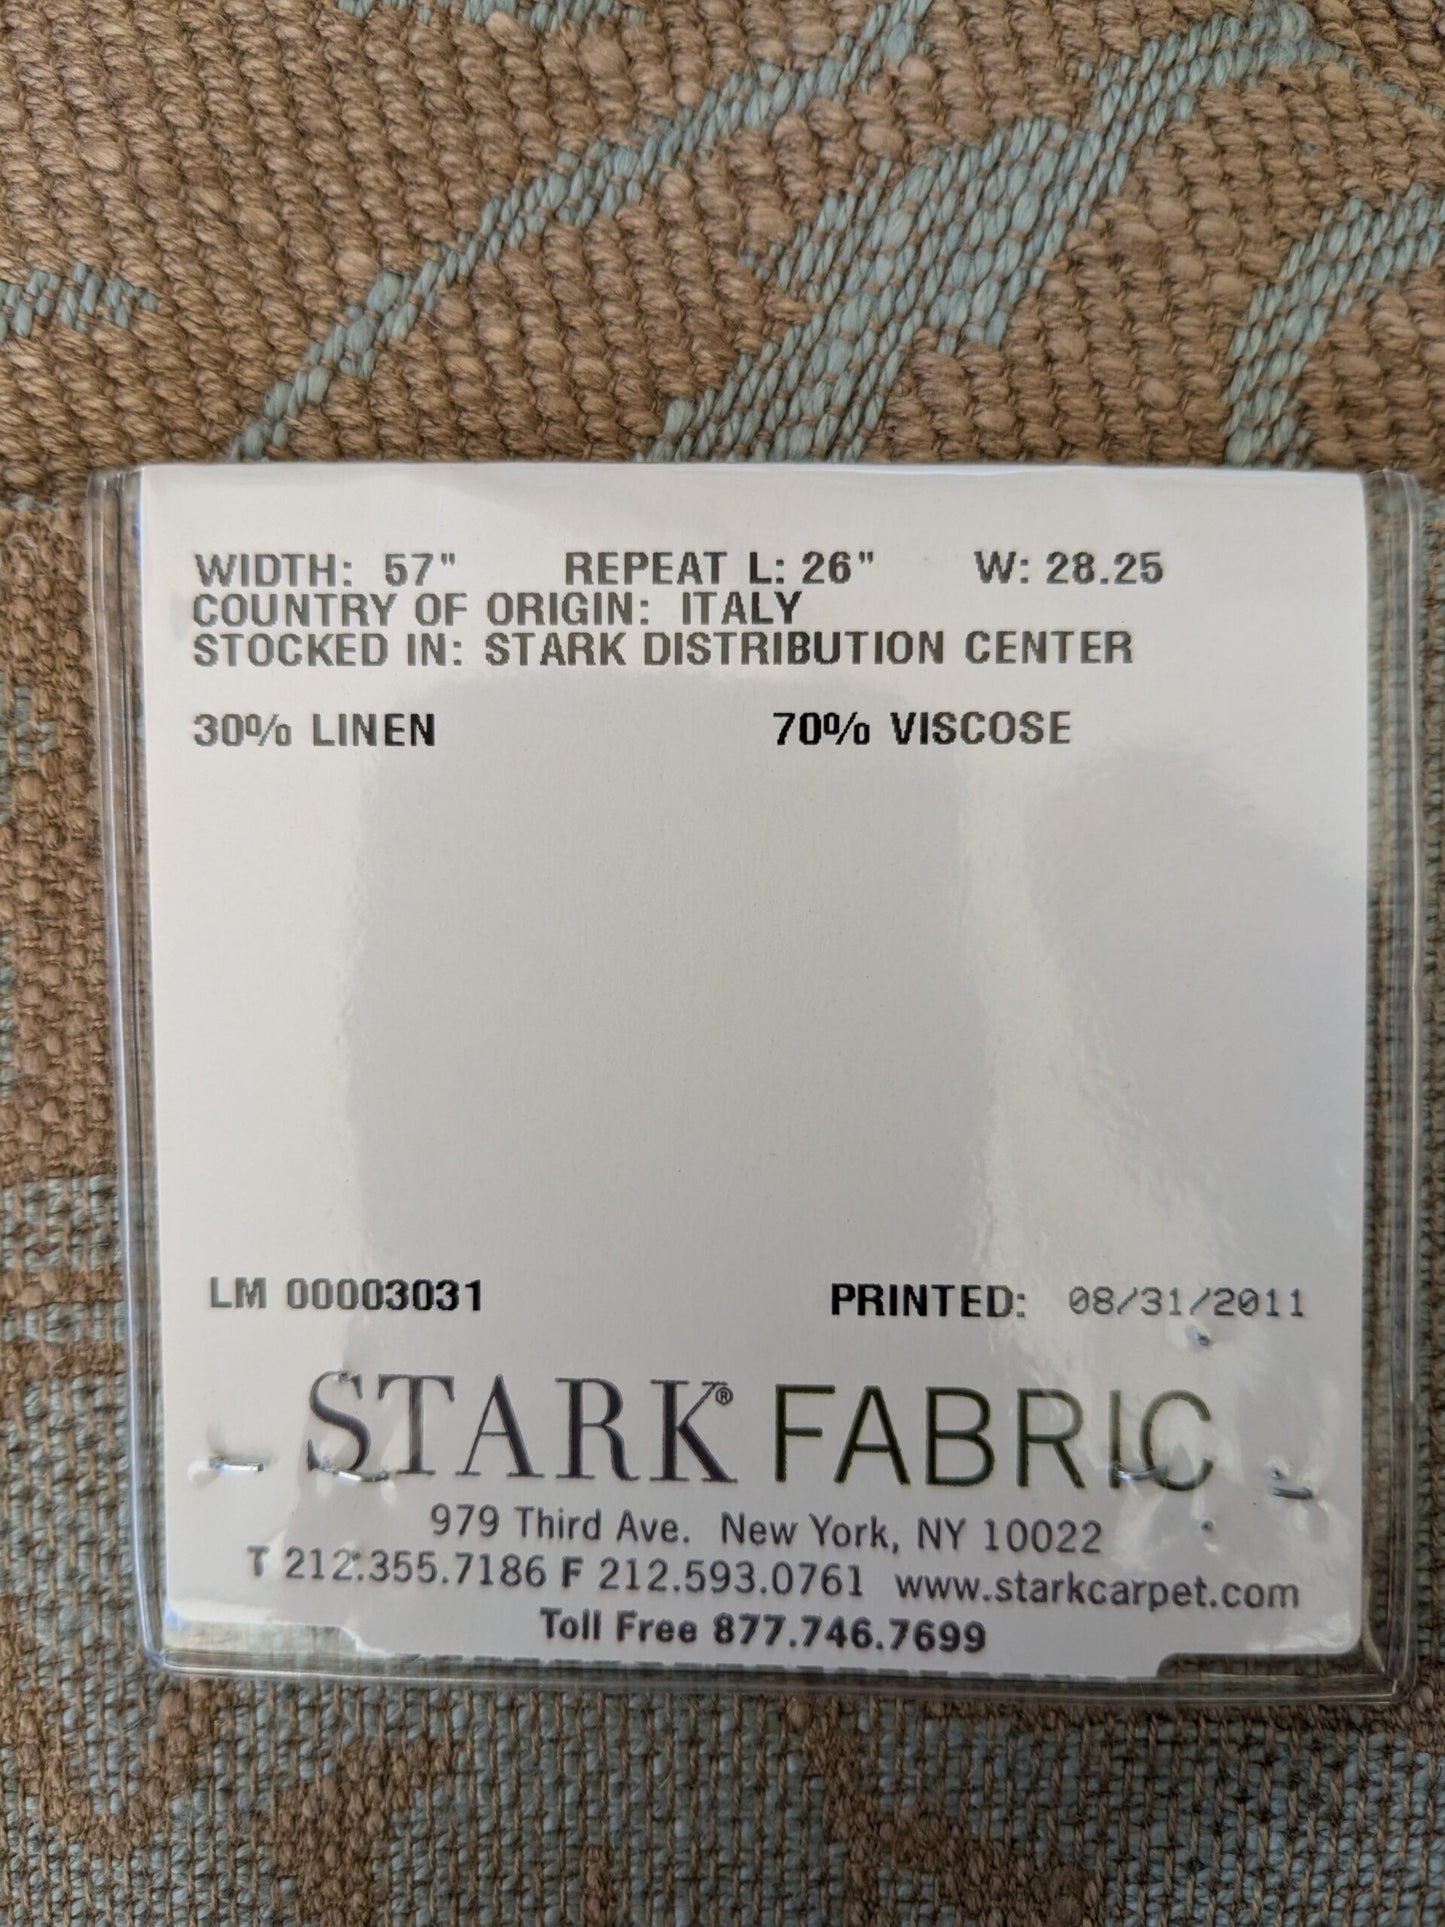 WIDTH: 57" REPEAT L: 26" W: 28.25
COUNTRY OF ORIGIN: ITALY
STOCKED IN: STARK DISTRIBUTION CENTER
30% LINEN 70% VISCOSE
LM 00003031 PRINTED: 08/31/2011
STARK® FABRIC
979 Third Ave. New York, NY 10022
T 212.355.7186 F 212.593.0761 www.starkcarpet.com
Toll Free 877.746.7699